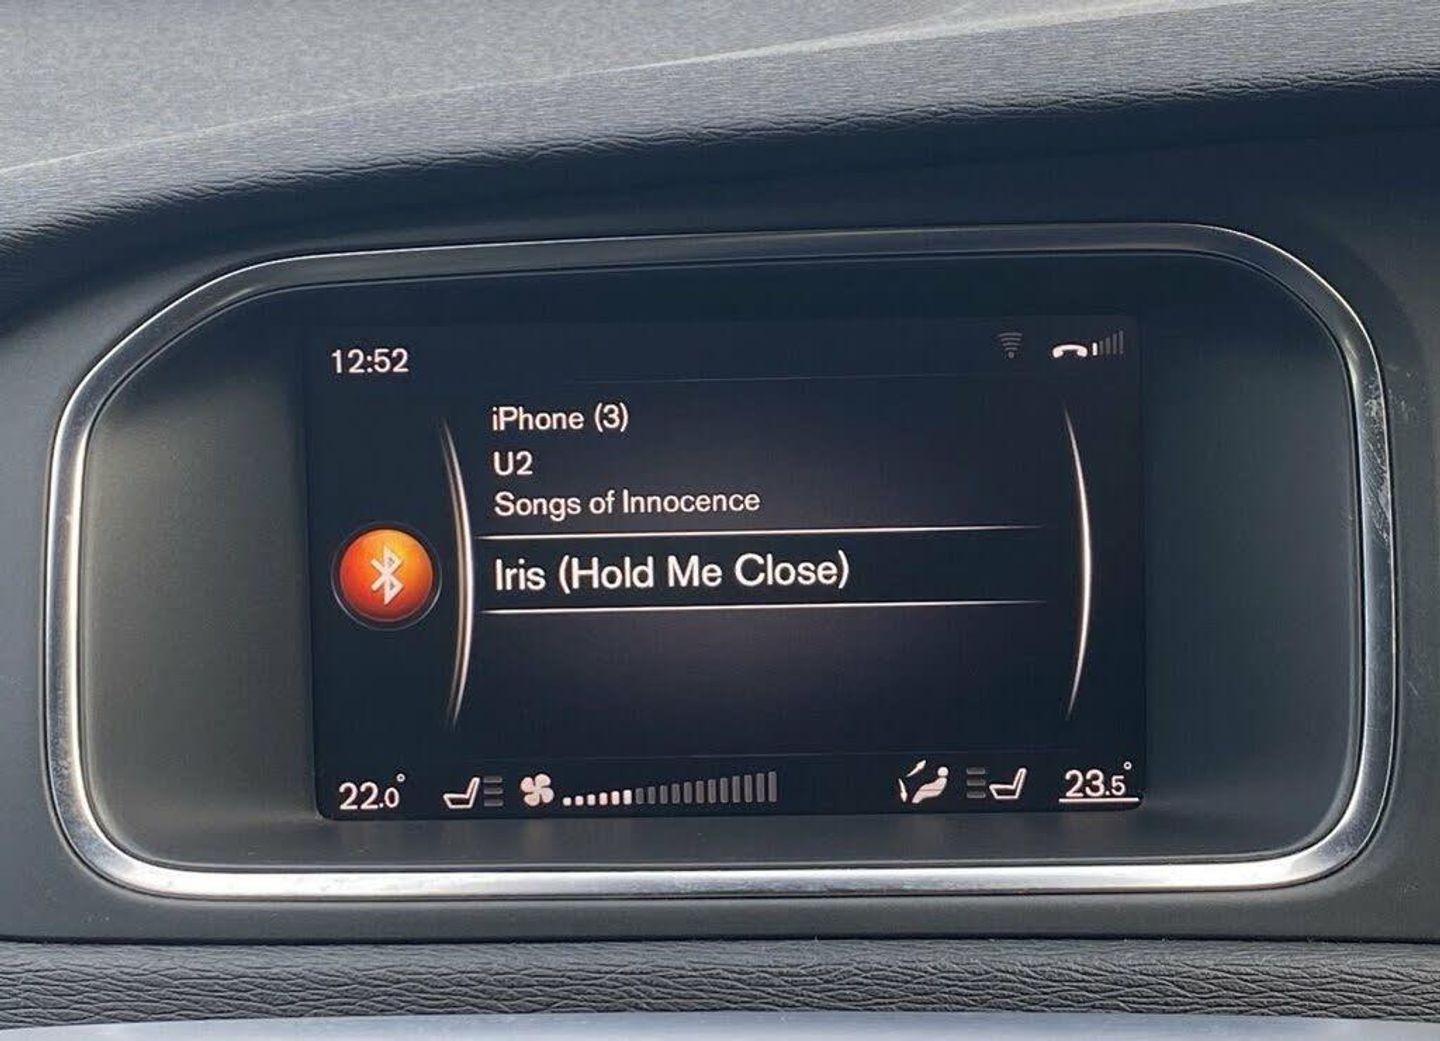 12:52
iPhone (3)
U2
Songs of Innocence
Iris (Hold Me Close)
22.0° 23.5°